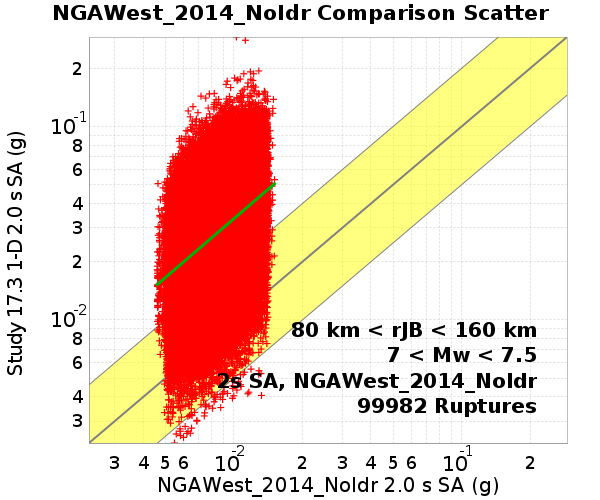 NGAWest_2014_NoIdr Comparison Scatter
Study 17.3 1-D 2.0 s SA (g)
2
10-1
8
6
4
3
2
10-2
8
6
4
3
80 km < rJB < 160 km
7 < Mw < 7.5
2s SA, NGAWest_2014_NoIdr
99982 Ruptures
3 4 5 6 10-2 2 3 4 5 6 10-1 2
NGAWest_2014_NoIdr 2.0 s SA (g)